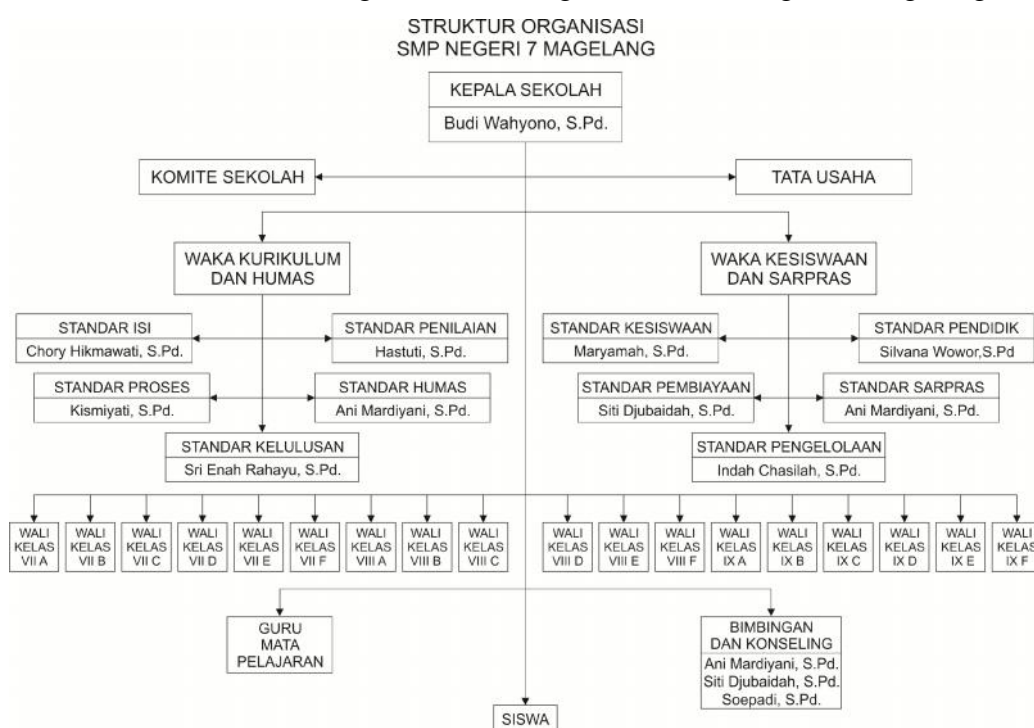 STRUKTUR ORGANISASI
SMP NEGERI 7 MAGELANG
KEPALA SEKOLAH
Budi Wahyono, S.Pd.
KOMITE SEKOLAH
TATA USAHA
WAKA KURIKULUM
DAN HUMAS
WAKA KESISWAAN
DAN SARPRAS
STANDAR ISI
Chory Hikmawati, S.Pd.
STANDAR PENILAIAN
Hastuti, S.Pd.
STANDAR KESISWAAN
Maryamah, S.Pd.
STANDAR PENDIDIK
Silvana Wowor,S.Pd
STANDAR PROSES
Kismiyati, S.Pd.
STANDAR HUMAS
Ani Mardiyani, S.Pd.
STANDAR PEMBIAYAAN
Siti Djubaidah, S.Pd.
STANDAR SARPRAS
Ani Mardiyani, S.Pd.
STANDAR KELULUSAN
Sri Enah Rahayu, S.Pd.
STANDAR PENGELOLAAN
Indah Chasilah, S.Pd.
WALI
KELAS
VII A
WALI
KELAS
VII B
WALI
KELAS
VII C
WALI
KELAS
VII D
WALI
KELAS
VII E
WALI
KELAS
VII F
WALI
KELAS
VIII A
WALI
KELAS
VIII B
WALI
KELAS
VIII C
WALI
KELAS
VIII D
WALI
KELAS
VIII E
WALI
KELAS
VIII F
WALI
KELAS
IX A
WALI
KELAS
IX B
WALI
KELAS
IX C
WALI
KELAS
IX D
WALI
KELAS
IX E
WALI
KELAS
IX F
GURU
MATA
PELAJARAN
BIMBINGAN
DAN KONSELING
Ani Mardiyani, S.Pd.
Siti Djubaidah, S.Pd.
Soepadi, S.Pd.
SISWA